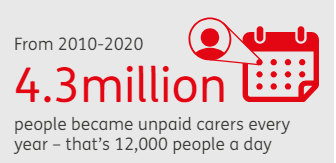 From 2010-2020
4.3million
people became unpaid carers every
year – that’s 12,000 people a day